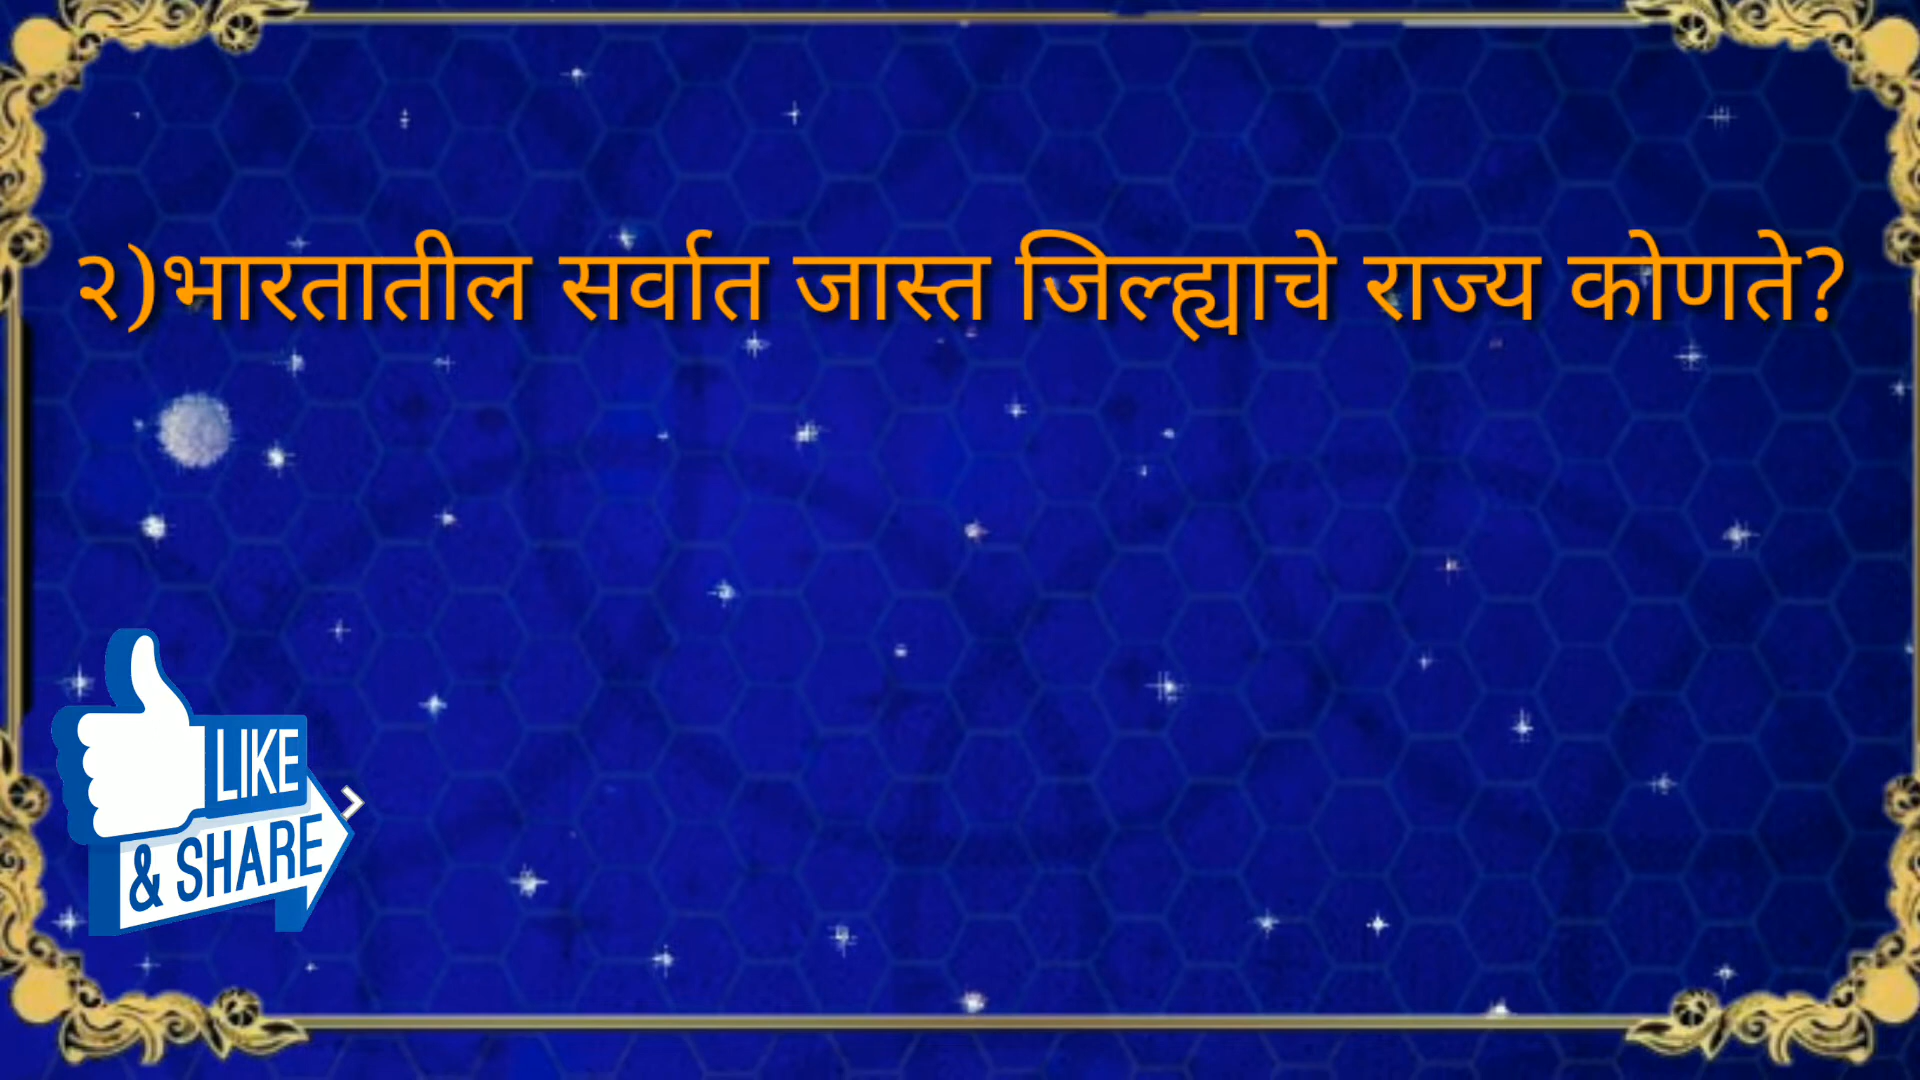 २)भारतातील सर्वात जास्त जिल्ह्याचे राज्य कोणते?
LIKE
& SHARE